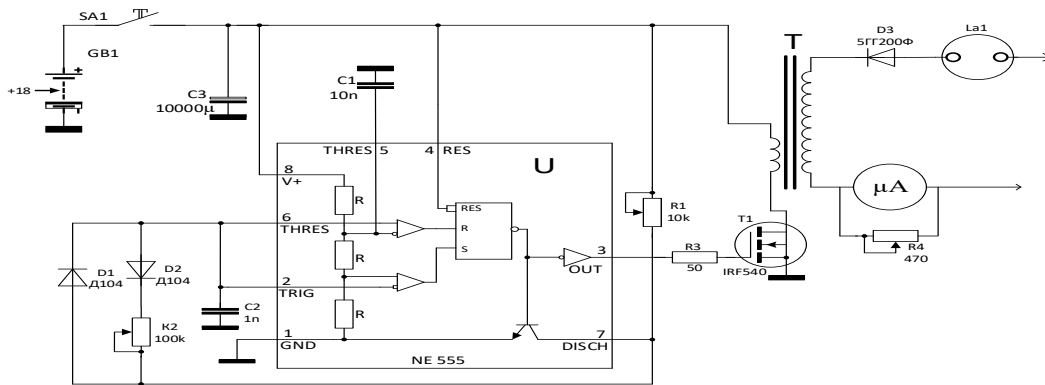 SA1
GB1
+
+18
C3
10000µ
C1
10n
THRES 5
4 RES
U
8
V+
R
RES
R
S
6
THRES
R
2
TRIG
R
1
GND
3
OUT
7
DISCH
NE 555
D1
Д104
D2
Д104
К2
100k
C2
1n
R1
10k
R3
50
T1
IRF540
T
D3
5ГГ200Ф
La1
µA
R4
470